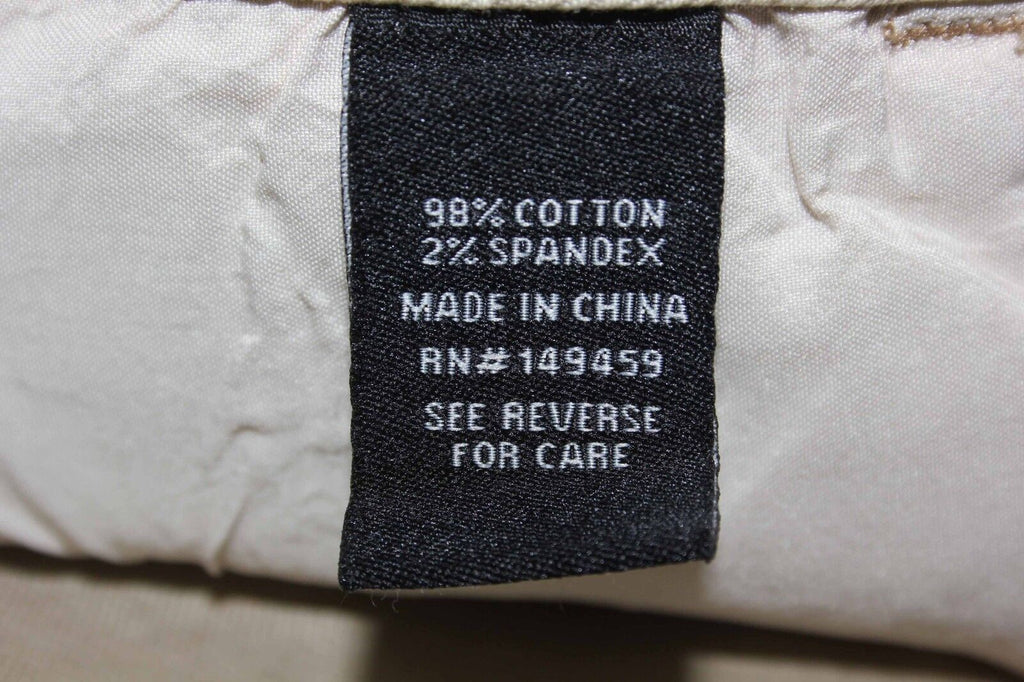 98% COTTON
2% SPANDEX
MADE IN CHINA
RN# 149459
SEE REVERSE
FOR CARE